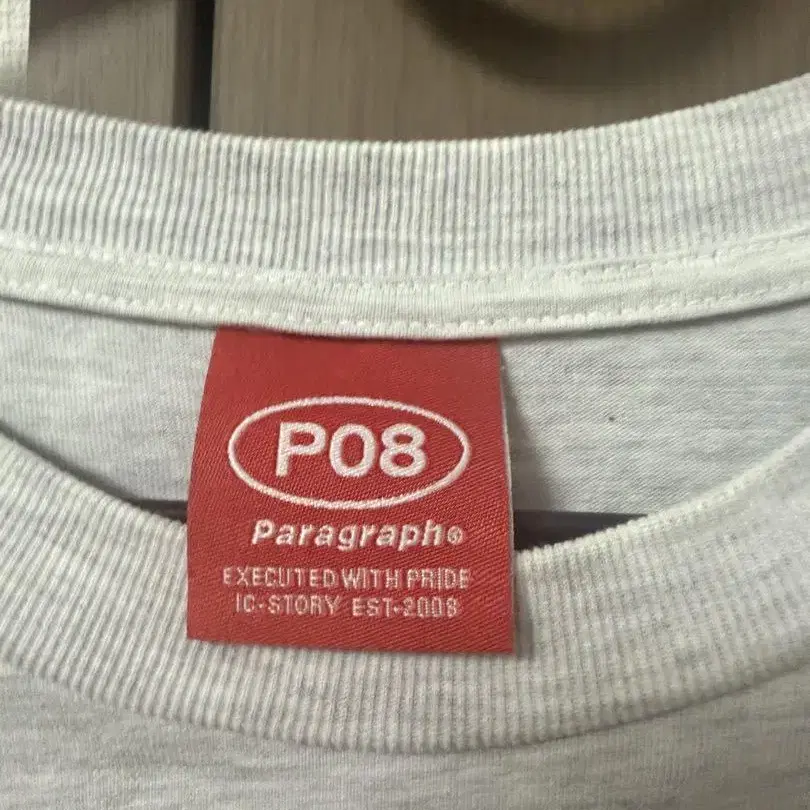 P08
Paragraph®
EXECUTED WITH PRIDE
IC-STORY EST-2008